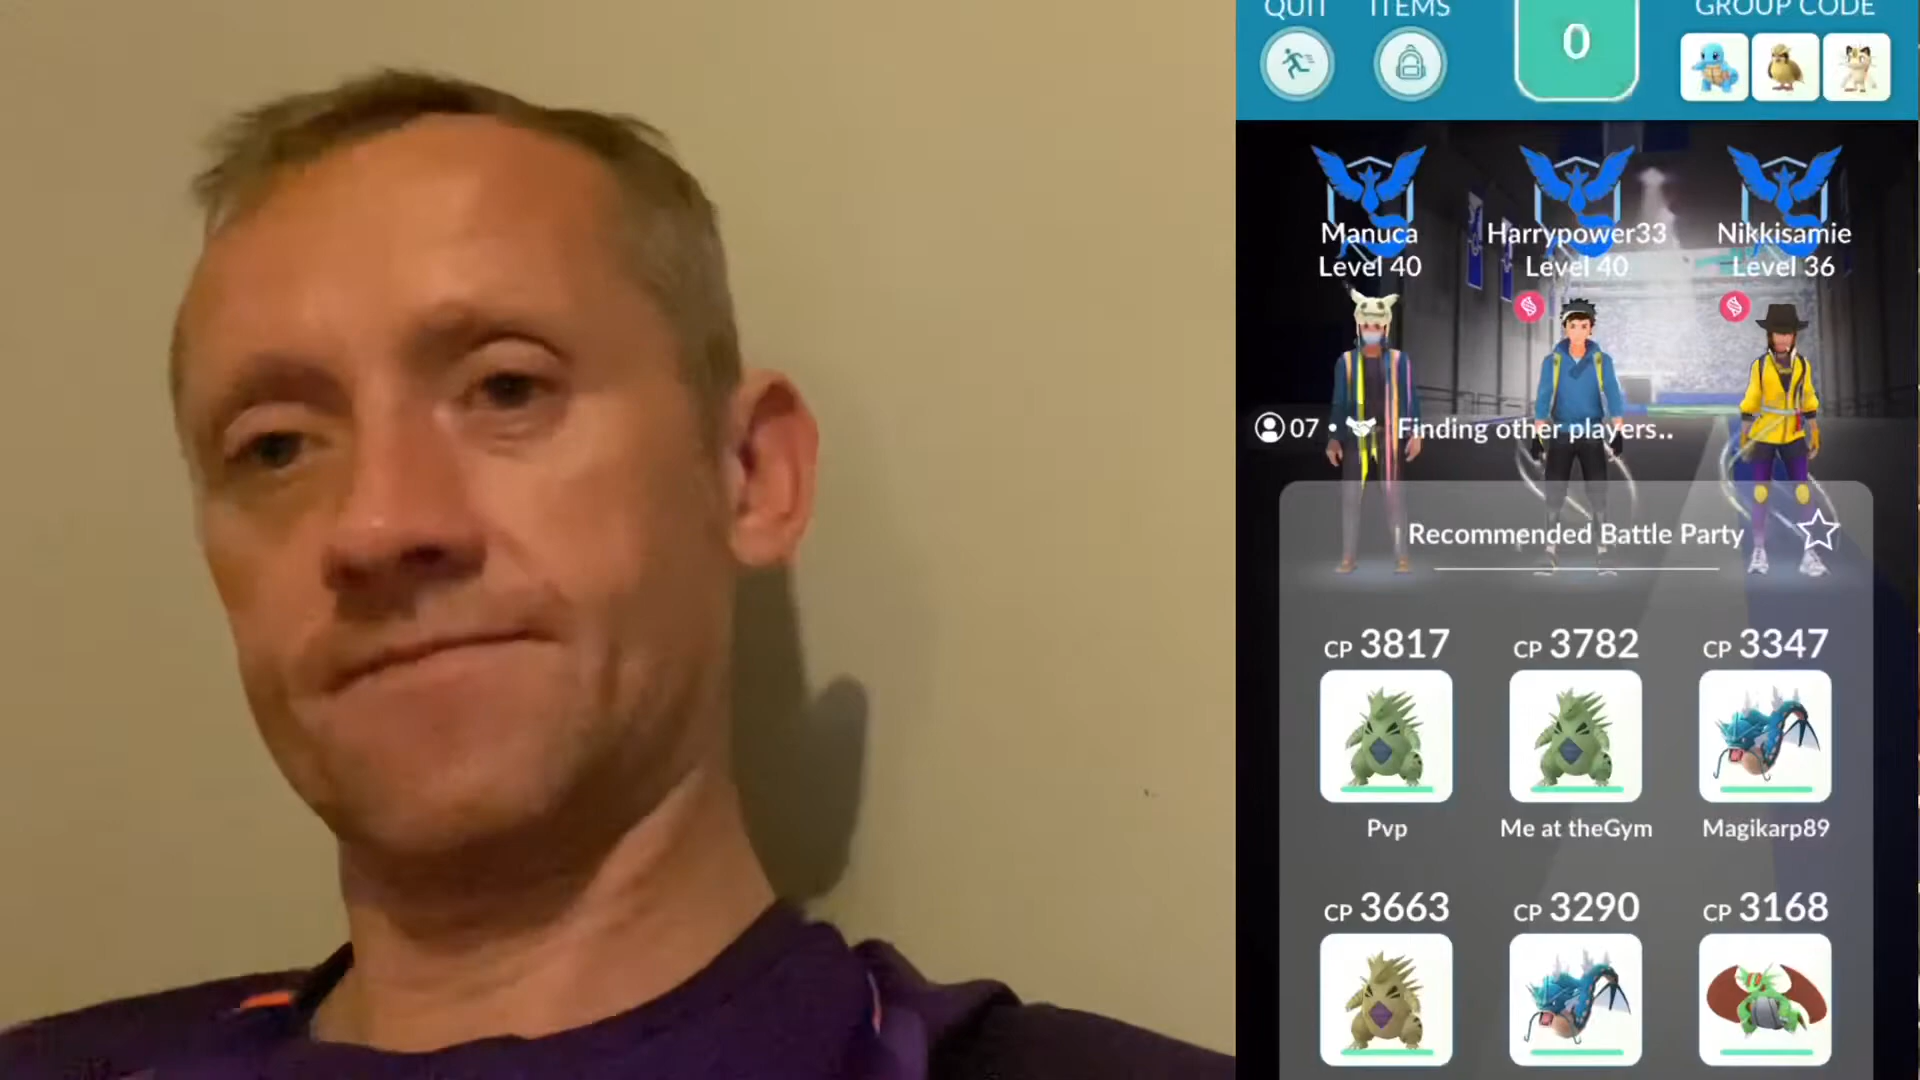 QUIT ITEMS
0
GROUP CODE
Manuca
Level 40
Harrypower33
Level 40
Nikkisamie
Level 36
07 • Finding other players..
Recommended Battle Party
CP 3817
CP 3782
CP 3347
Pvp
Me at theGym
Magikarp89
CP 3663
CP 3290
CP 3168